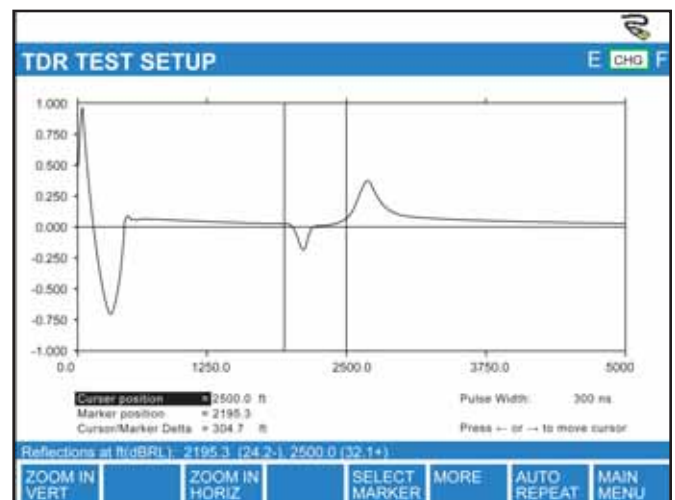 TDR TEST SETUP E CHG F
1.000
0.750
0.500
0.250
0.000
-0.250
-0.500
-0.750
-1.000
0.0 1250.0 2500.0 3750.0 5000
Curser position = 2500.0 ft Pulse Width: 300 ns
Marker position = 2195.3
Curser/Marker Delta = 304.7 ft Press ← or → to move cursor
Reflections at ft(dBRL): 2195.3 (24.2-), 2500.0 (32.1+)
ZOOM IN VERT ZOOM IN HORIZ SELECT MARKER MORE AUTO REPEAT MAIN MENU